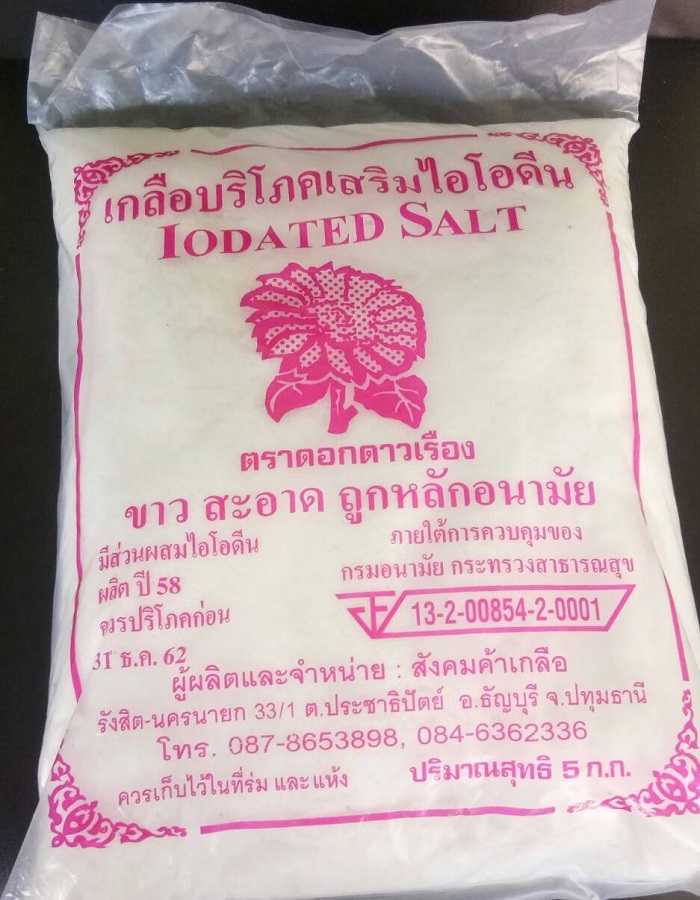 เกลือบริโภคเสริมไอโอดีน
IODATED SALT
ตราดอกดาวเรือง
ขาว สะอาด ถูกหลักอนามัย
มีส่วนผสมไอโอดีน
ผลิต ปี 58
ควรปริโภคก่อน
31 ธ.ค. 62
ภายใต้การควบคุมของ
กรมอนามัย กระทรวงสาธารณสุข
13-2-00854-2-0001
ผู้ผลิตและจำหน่าย : สังคมค้าเกลือ
รังสิต-นครนายก 33/1 ต.ประชาธิปัตย์ อ.ธัญบุรี จ.ปทุมธานี
โทร. 087-8653898, 084-6362336
ควรเก็บไว้ในที่ร่ม และแห้ง
ปริมาณสุทธิ 5 ก.ก.